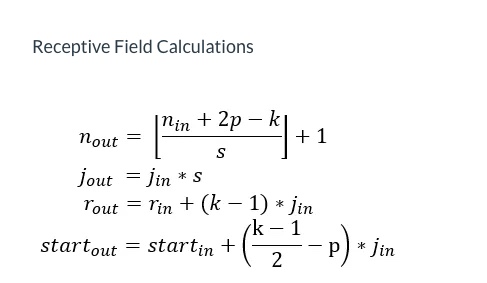 Receptive Field Calculations
n_out = ⌊(n_in + 2p − k) / s⌋ + 1
j_out = j_in * s
r_out = r_in + (k − 1) * j_in
start_out = start_in + ((k − 1) / 2 − p) * j_in